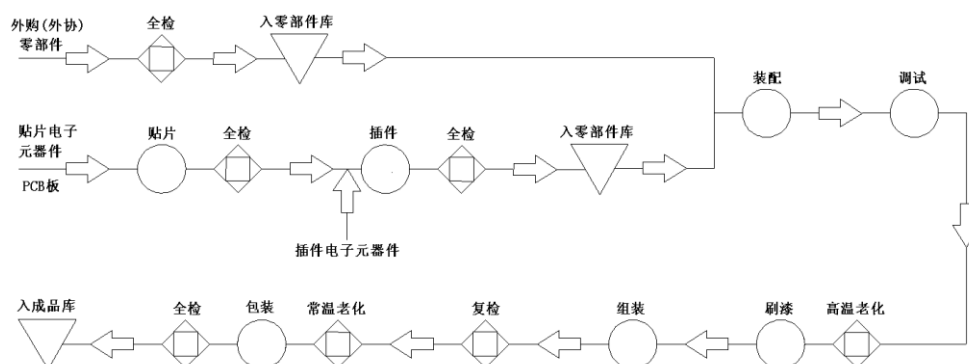 外购(外协)
零部件
全检
入零部件库
装配
调试
贴片电子
元器件
PCB板
贴片
全检
插件
全检
入零部件库
插件电子元器件
入成品库
全检
包装
常温老化
复检
组装
刷漆
高温老化